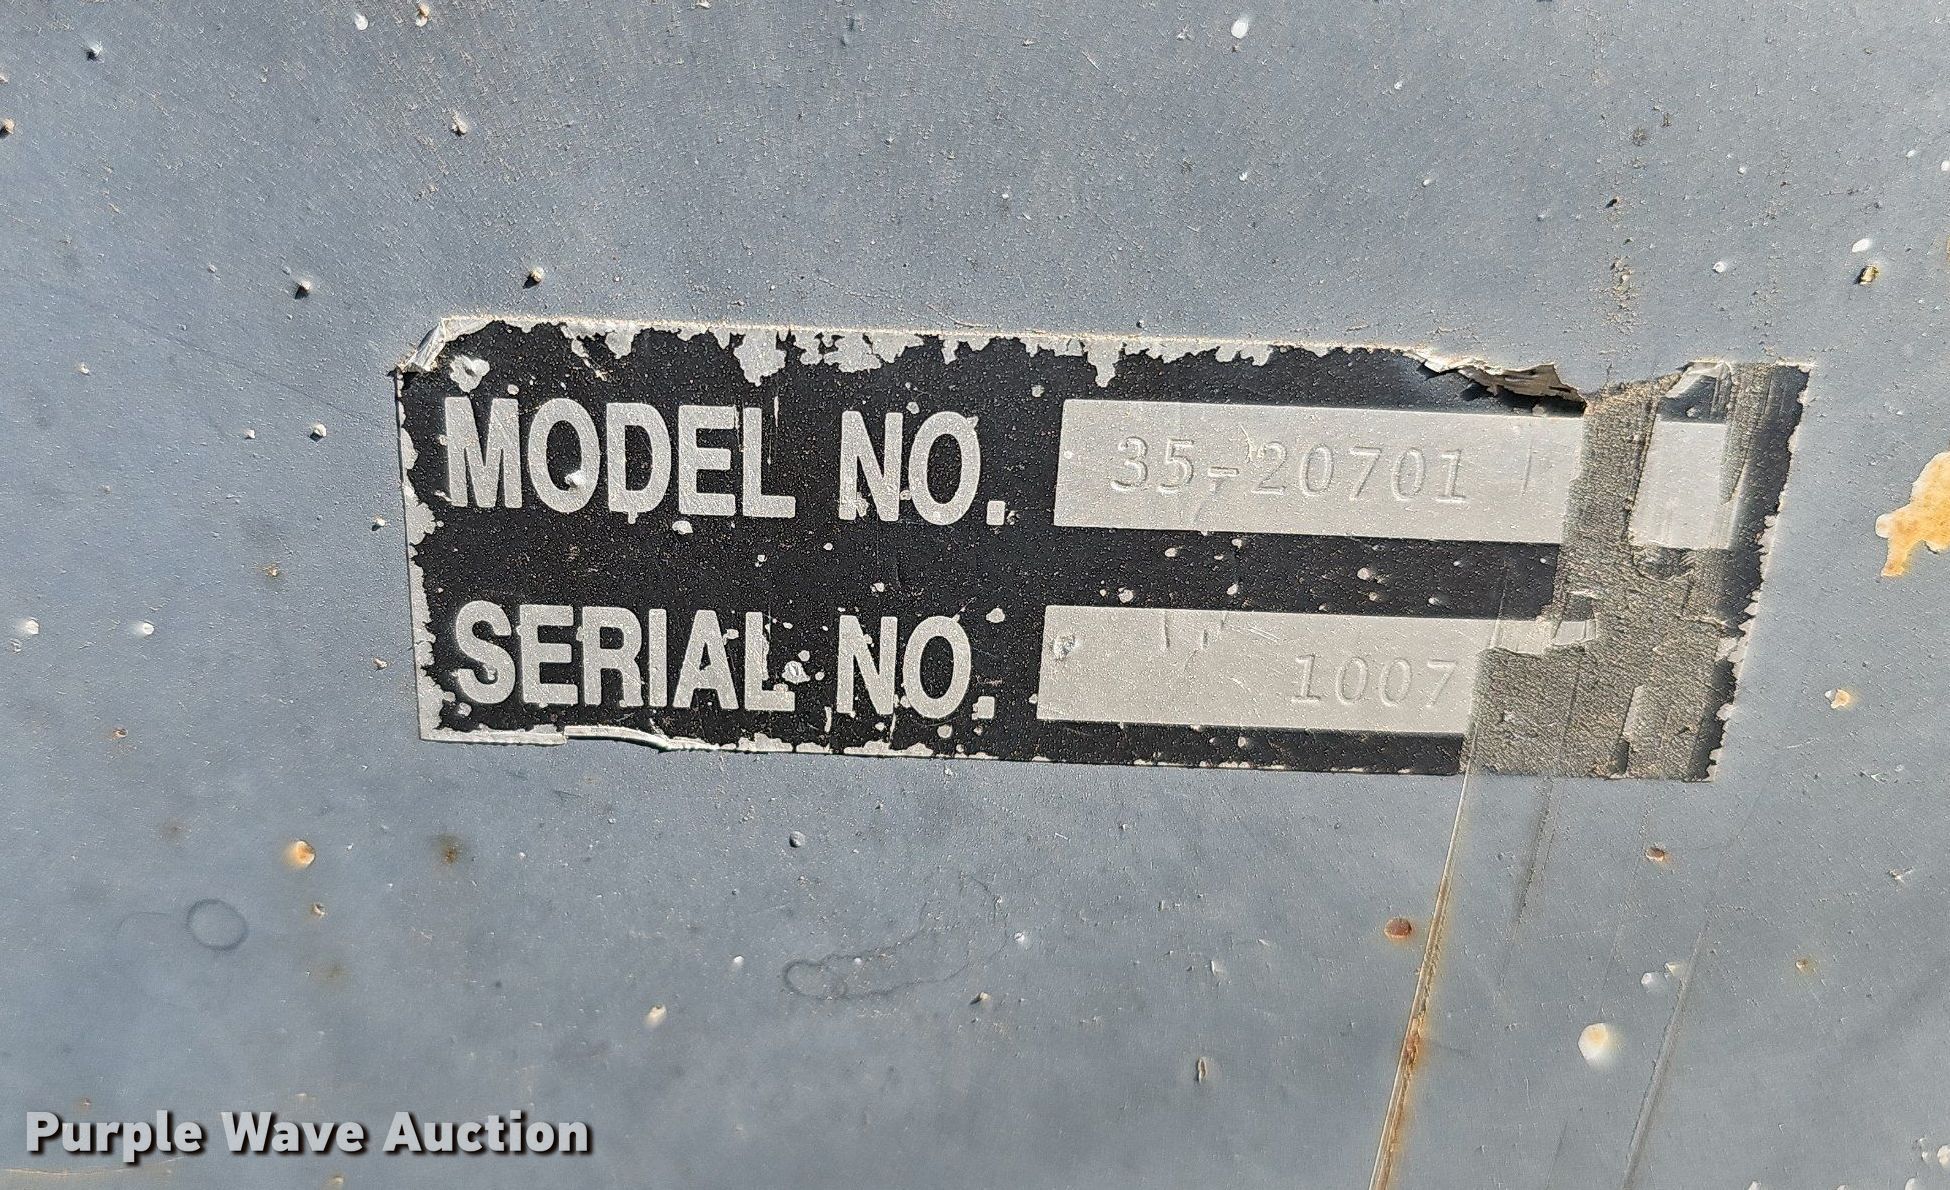 MODEL NO. 35-20701
SERIAL NO. 1007
Purple Wave Auction